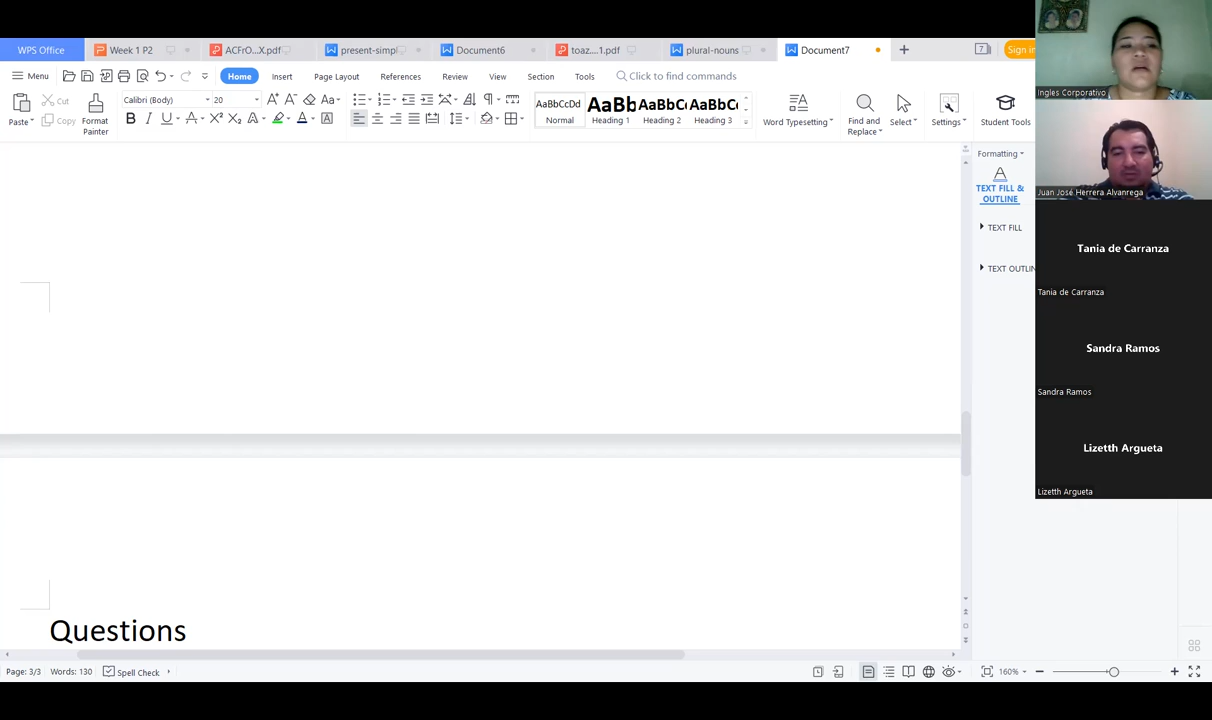 WPS Office
Week 1 P2
ACFrO...X.pdf
present-simpl
Document6
toaz....1.pdf
plural-nouns
Document7
Sign in
Menu
Home
Insert
Page Layout
References
Review
View
Section
Tools
Click to find commands
Paste
Cut
Copy
Format
Painter
Calibri (Body)
20
AaBbCcDd
Normal
AaBb
Heading 1
AaBbC
Heading 2
AaBbC
Heading 3
Word Typesetting
Find and
Replace
Select
Settings
Student Tools
Formatting
TEXT FILL &
OUTLINE
TEXT FILL
TEXT OUTLIN
Ingles Corporativo
Juan José Herrera Alvanrega
Tania de Carranza
Tania de Carranza
Sandra Ramos
Sandra Ramos
Lizetth Argueta
Lizetth Argueta
Questions
Page: 3/3
Words: 130
Spell Check
160%